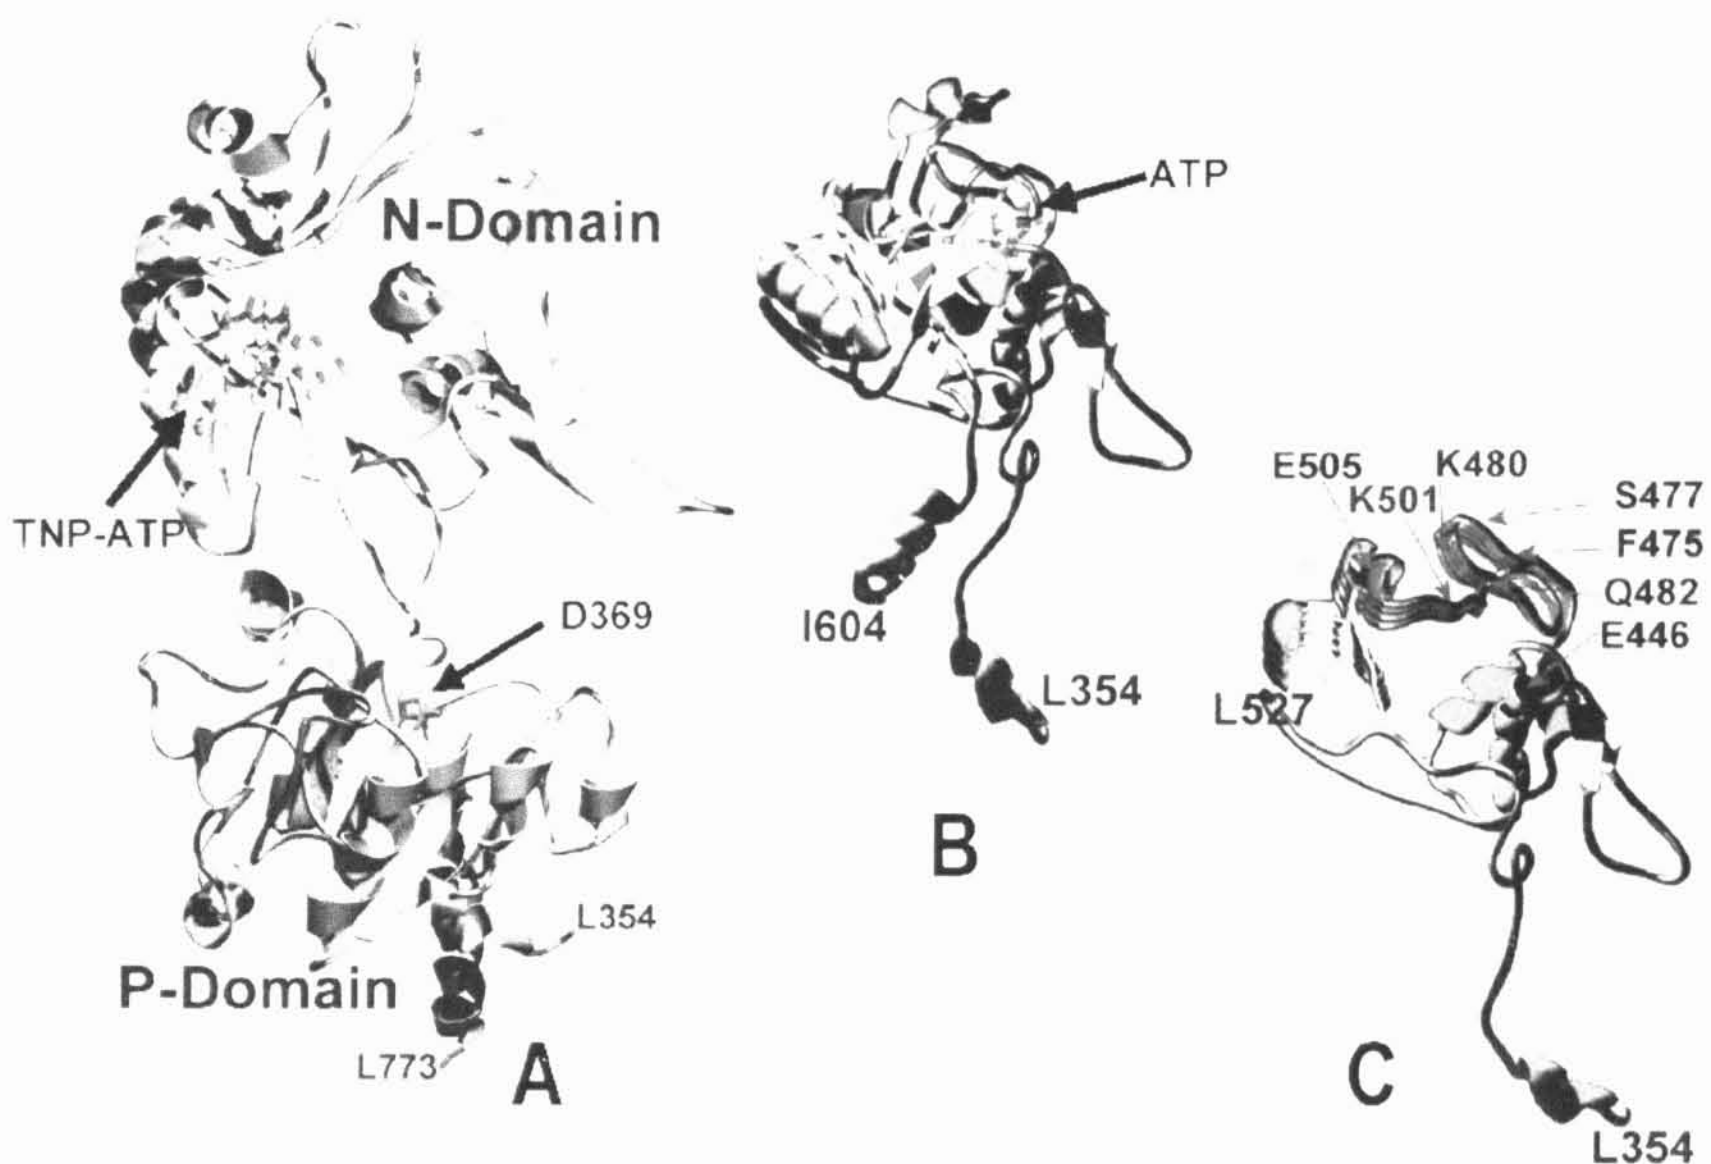 N-Domain
TNP-ATP
D369
L354
P-Domain
L773
A
ATP
I604
L354
B
E505
K480
K501
S477
F475
Q482
E446
L527
C
L354